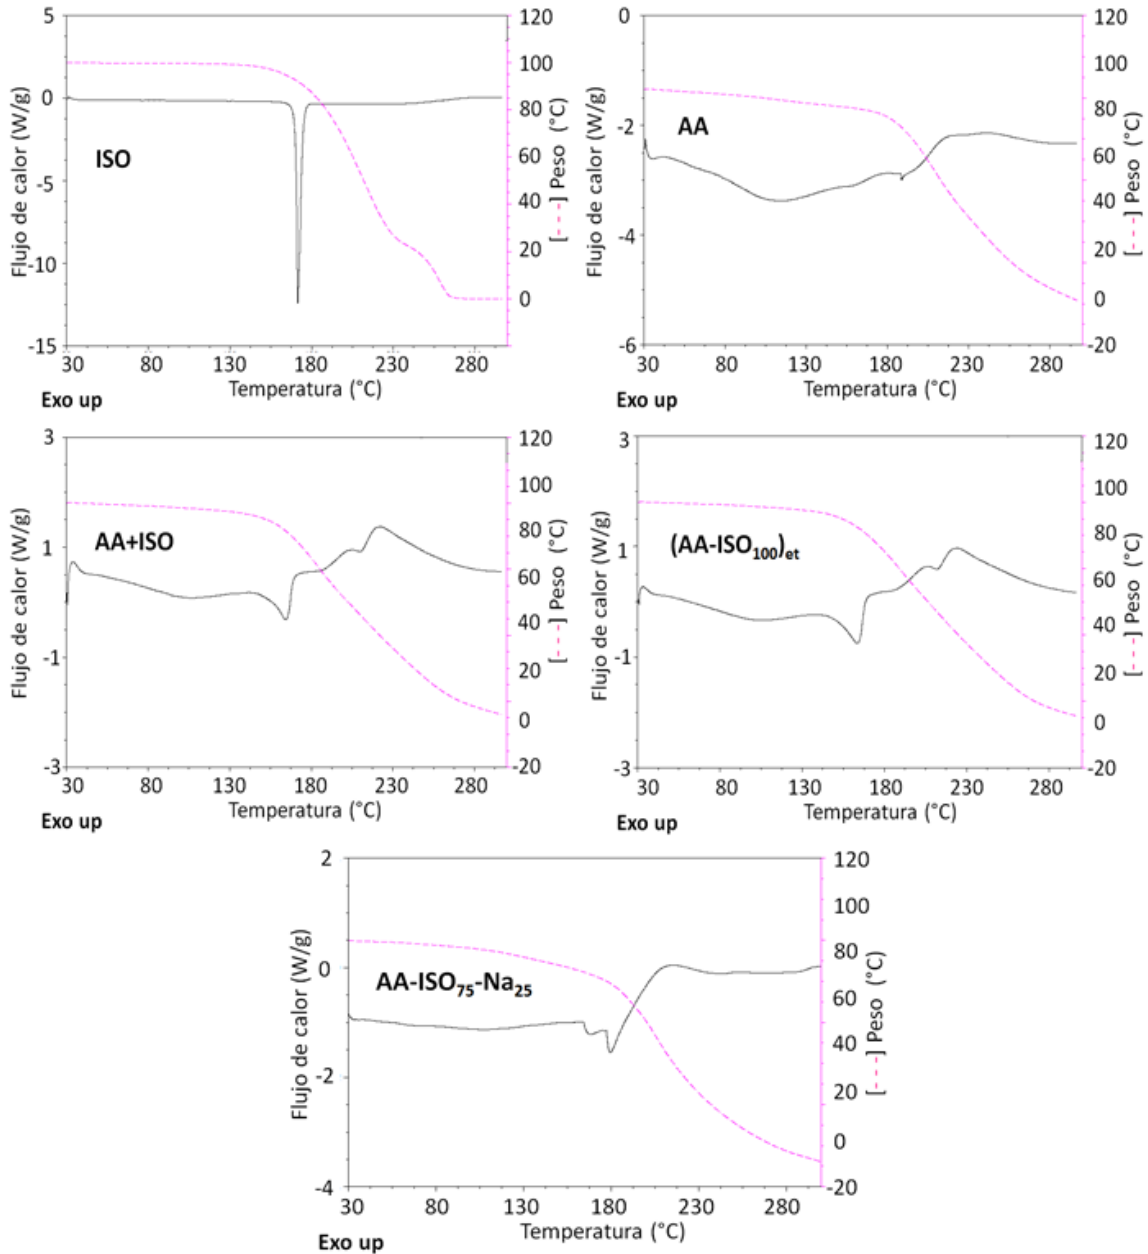 5
0
-5
-10
-15
Flujo de calor (W/g)
ISO
120
100
80
60
40
20
0
[---] Peso (°C)
30 80 130 180 230 280
Temperatura (°C)
Exo up
0
-2
-4
-6
Flujo de calor (W/g)
AA
120
100
80
60
40
20
0
-20
[---] Peso (°C)
30 80 130 180 230 280
Temperatura (°C)
Exo up
3
1
-1
-3
Flujo de calor (W/g)
AA+ISO
120
100
80
60
40
20
0
-20
[---] Peso (°C)
30 80 130 180 230 280
Temperatura (°C)
Exo up
3
1
-1
-3
Flujo de calor (W/g)
(AA-ISO100)et
120
100
80
60
40
20
0
-20
[---] Peso (°C)
30 80 130 180 230 280
Temperatura (°C)
Exo up
2
0
-2
-4
Flujo de calor (W/g)
AA-ISO75-Na25
120
100
80
60
40
20
0
-20
[---] Peso (°C)
30 80 130 180 230 280
Temperatura (°C)
Exo up